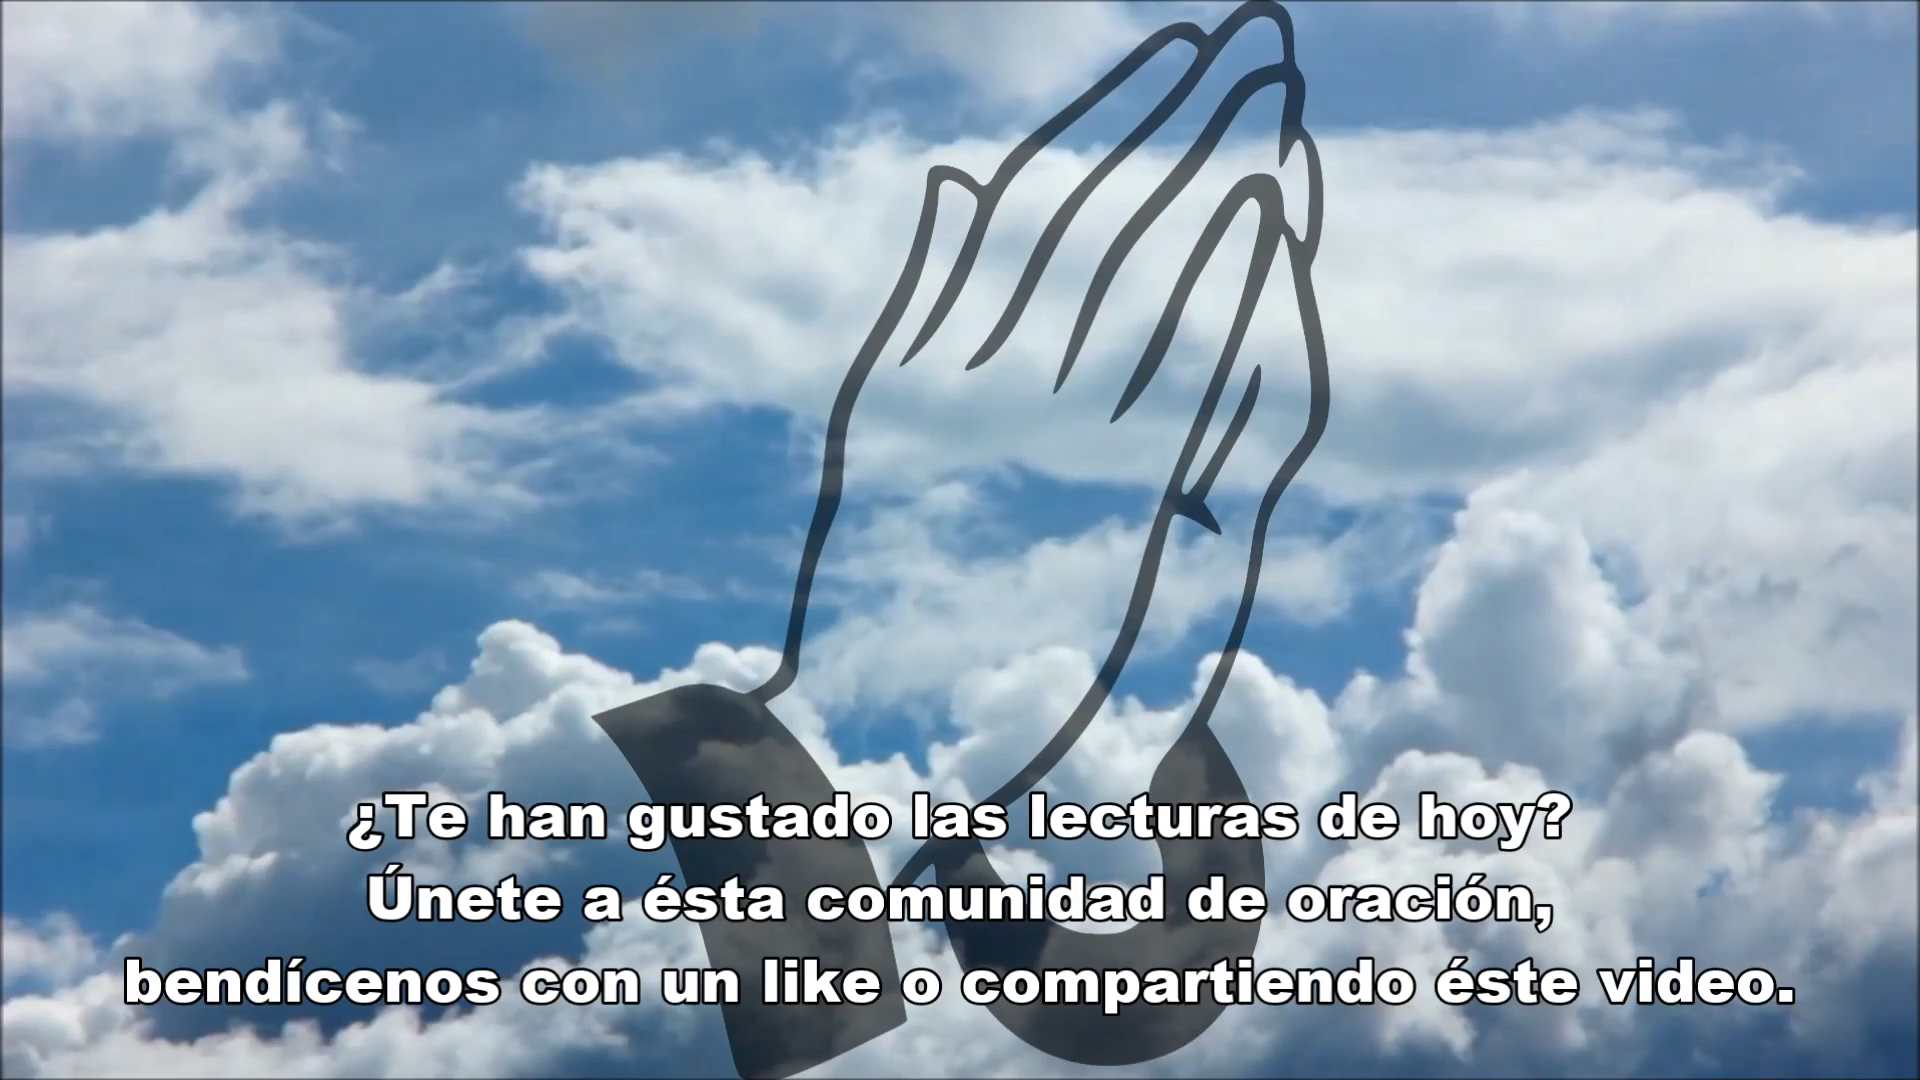 ¿Te han gustado las lecturas de hoy?
Únete a ésta comunidad de oración,
bendícenos con un like o compartiendo éste video.